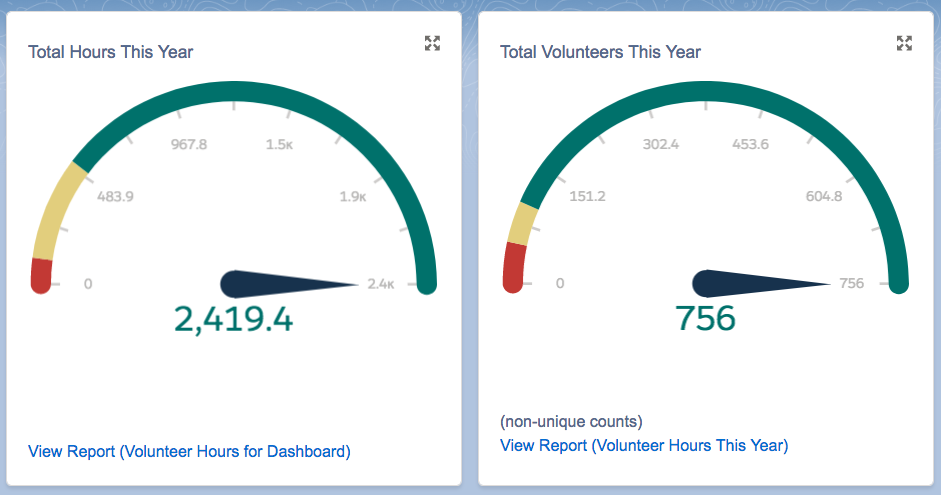 Total Hours This Year
967.8
1.5K
483.9
1.9K
0
2.4K
2,419.4
View Report (Volunteer Hours for Dashboard)
Total Volunteers This Year
302.4
453.6
151.2
604.8
0
756
756
(non-unique counts)
View Report (Volunteer Hours This Year)